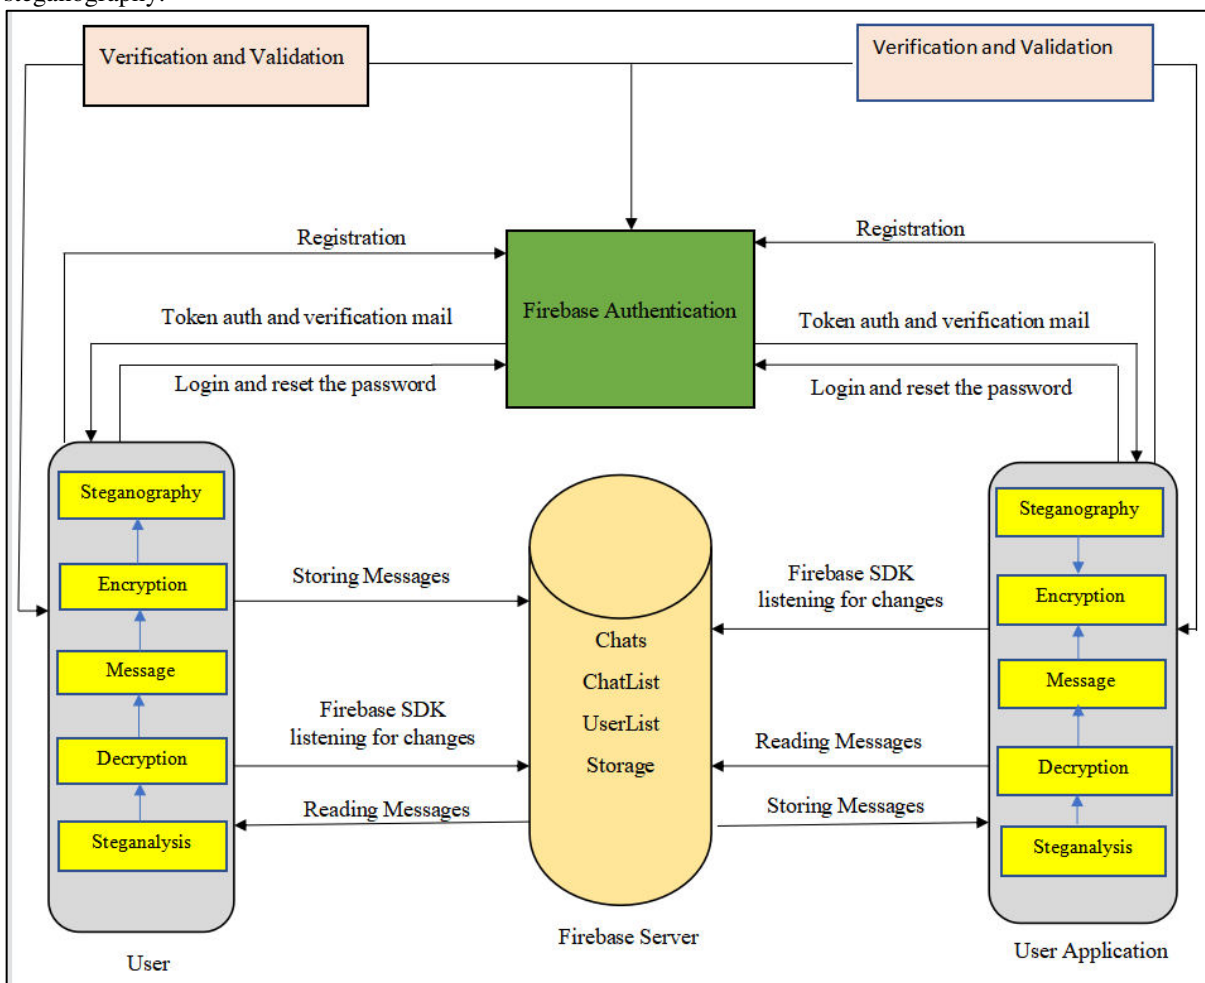 steganography.
Verification and Validation
Verification and Validation
Registration
Registration
Firebase Authentication
Token auth and verification mail
Token auth and verification mail
Login and reset the password
Login and reset the password
Steganography
Encryption
Message
Decryption
Steganalysis
User
Storing Messages
Firebase SDK
listening for changes
Reading Messages
Chats
ChatList
UserList
Storage
Firebase Server
Firebase SDK
listening for changes
Reading Messages
Storing Messages
Steganography
Encryption
Message
Decryption
Steganalysis
User Application